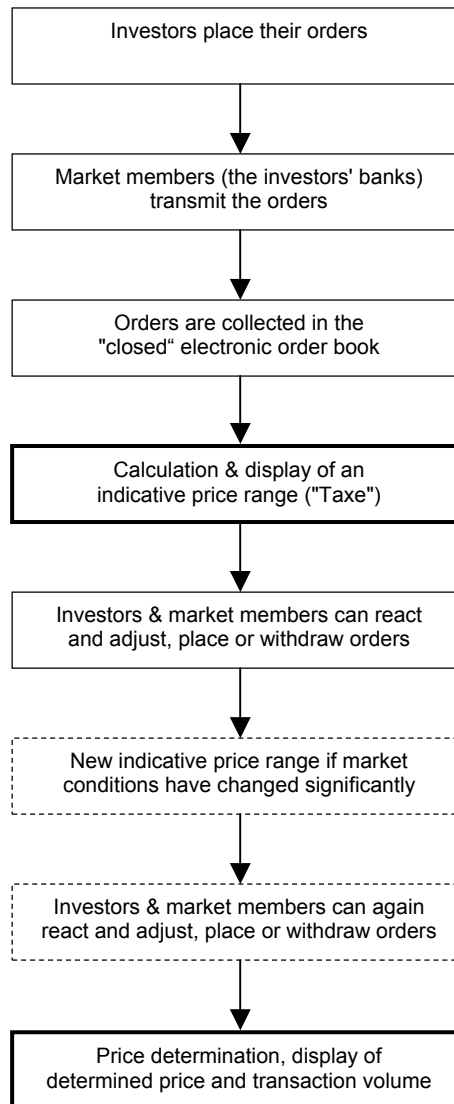 Investors place their orders
Market members (the investors' banks)
transmit the orders
Orders are collected in the
"closed“ electronic order book
Calculation & display of an
indicative price range ("Taxe")
Investors & market members can react
and adjust, place or withdraw orders
New indicative price range if market
conditions have changed significantly
Investors & market members can again
react and adjust, place or withdraw orders
Price determination, display of
determined price and transaction volume